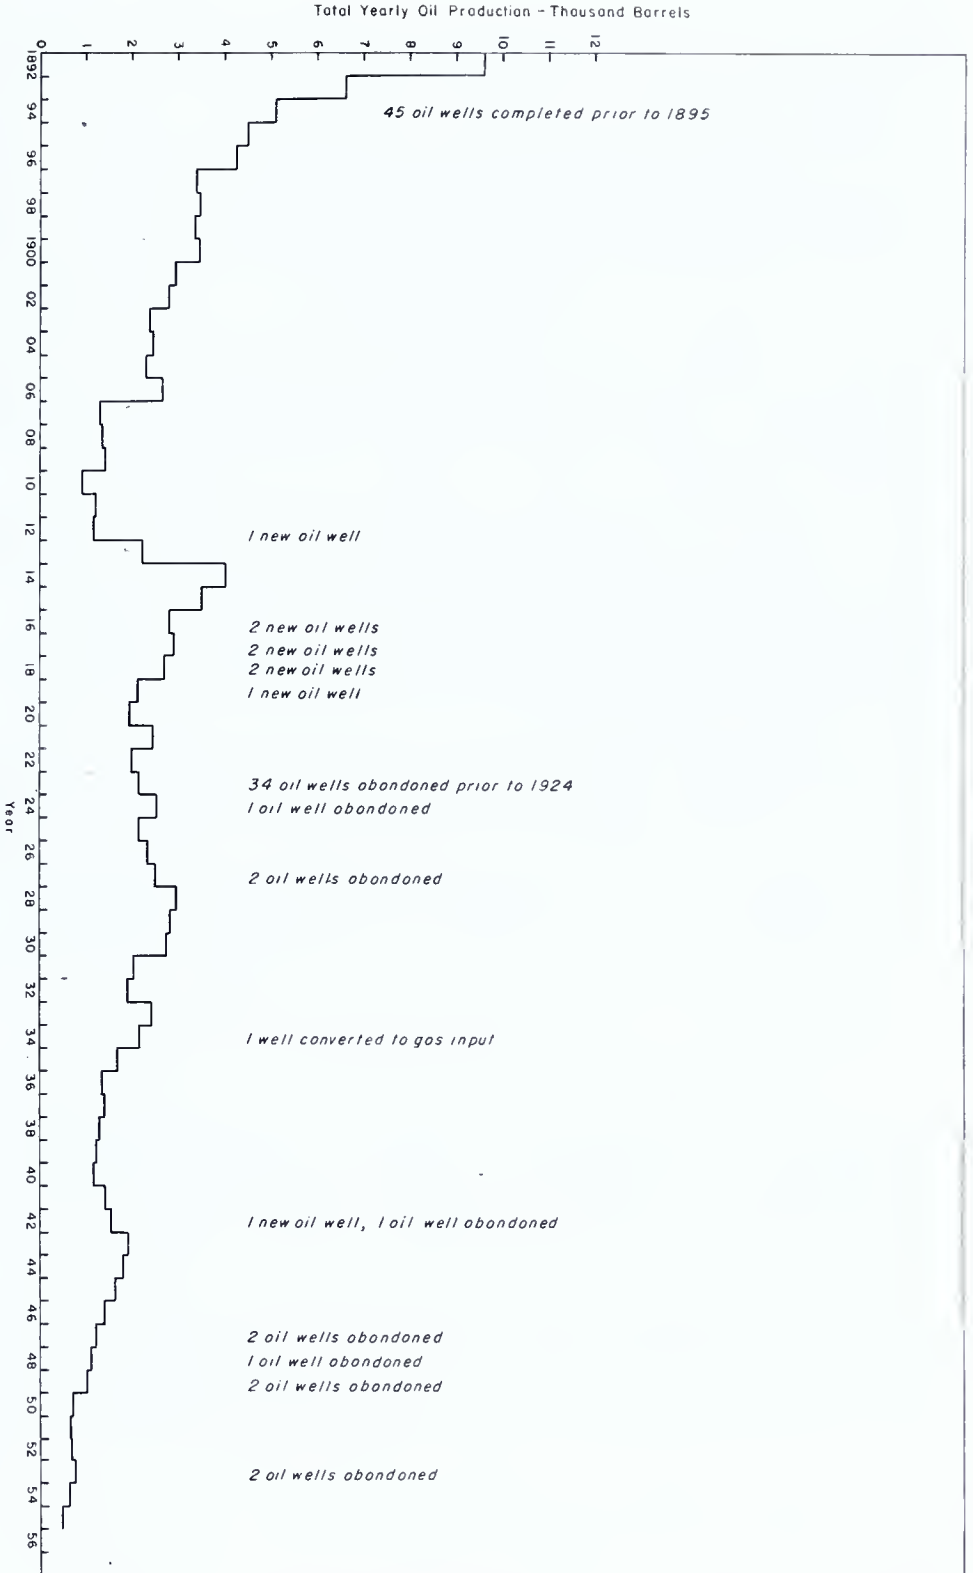 Total Yearly Oil Production - Thousand Barrels
0 1 2 3 4 5 6 7 8 9 10 11 12
1892
94
96
98
1900
02
04
06
08
10
12
14
16
18
20
22
24
26
28
30
32
34
36
38
40
42
44
46
48
50
52
54
56
Year
45 oil wells completed prior to 1895
1 new oil well
2 new oil wells
2 new oil wells
2 new oil wells
1 new oil well
34 oil wells abandoned prior to 1924
1 oil well abandoned
2 oil wells abandoned
1 well converted to gas input
1 new oil well, 1 oil well abandoned
2 oil wells abandoned
1 oil well abandoned
2 oil wells abandoned
2 oil wells abandoned